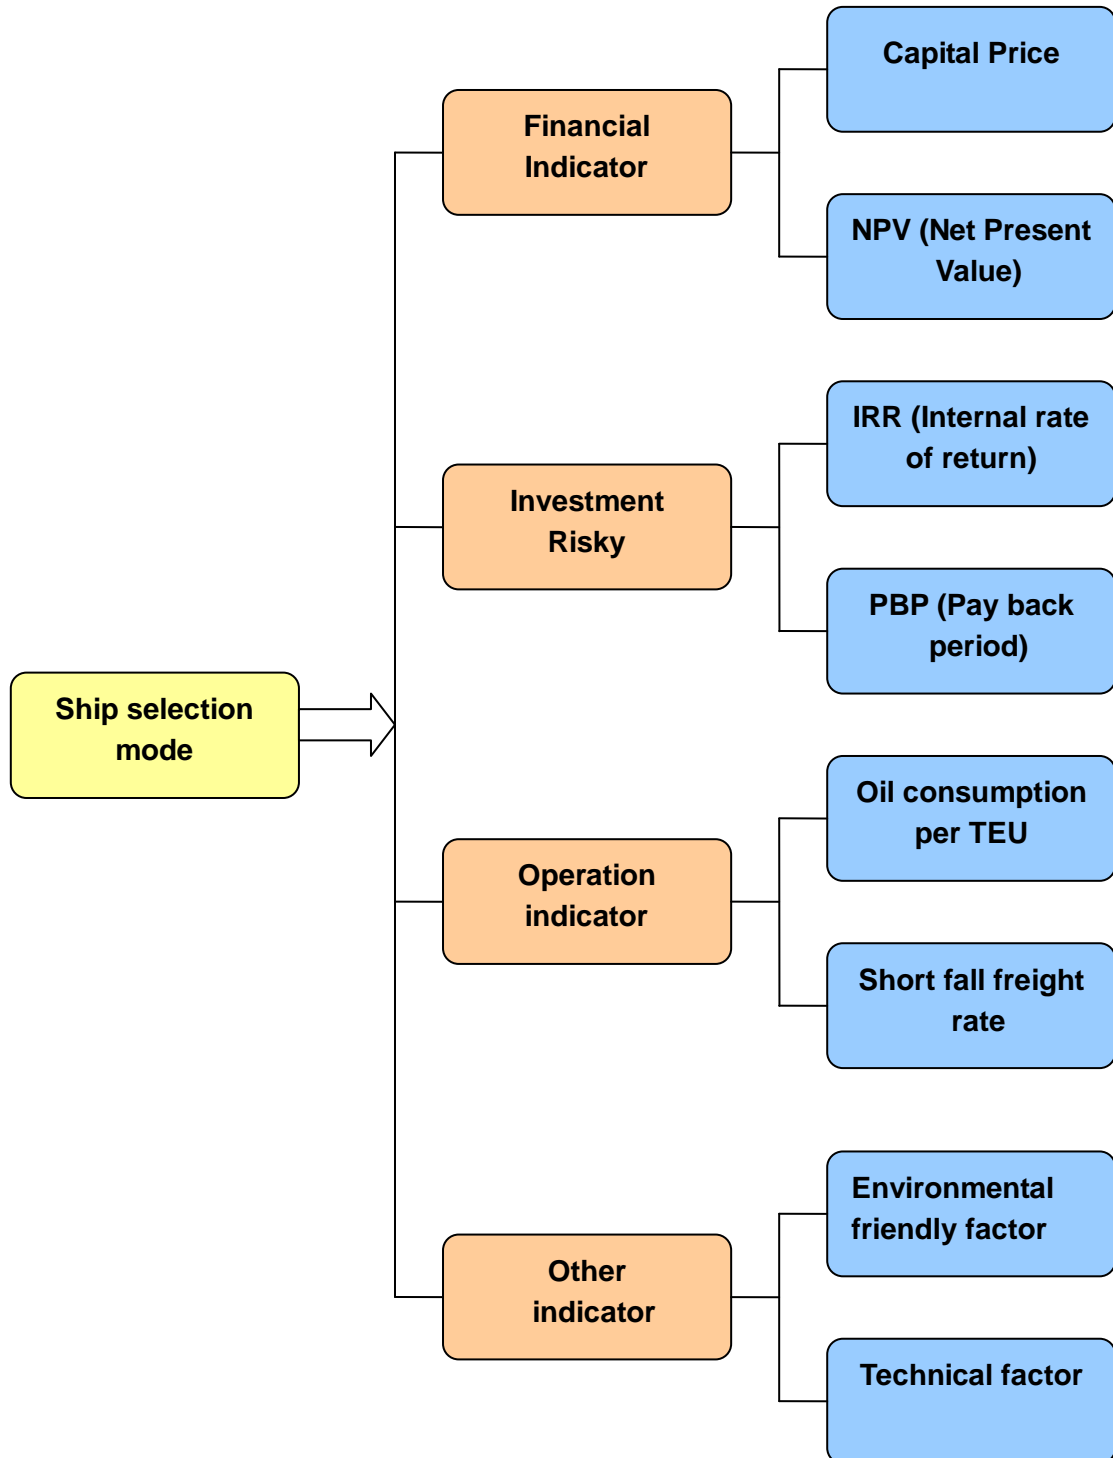 Capital Price
Financial
Indicator
NPV (Net Present
Value)
IRR (Internal rate
of return)
Investment
Risky
PBP (Pay back
period)
Ship selection
mode
Oil consumption
per TEU
Operation
indicator
Short fall freight
rate
Environmental
friendly factor
Other
indicator
Technical factor